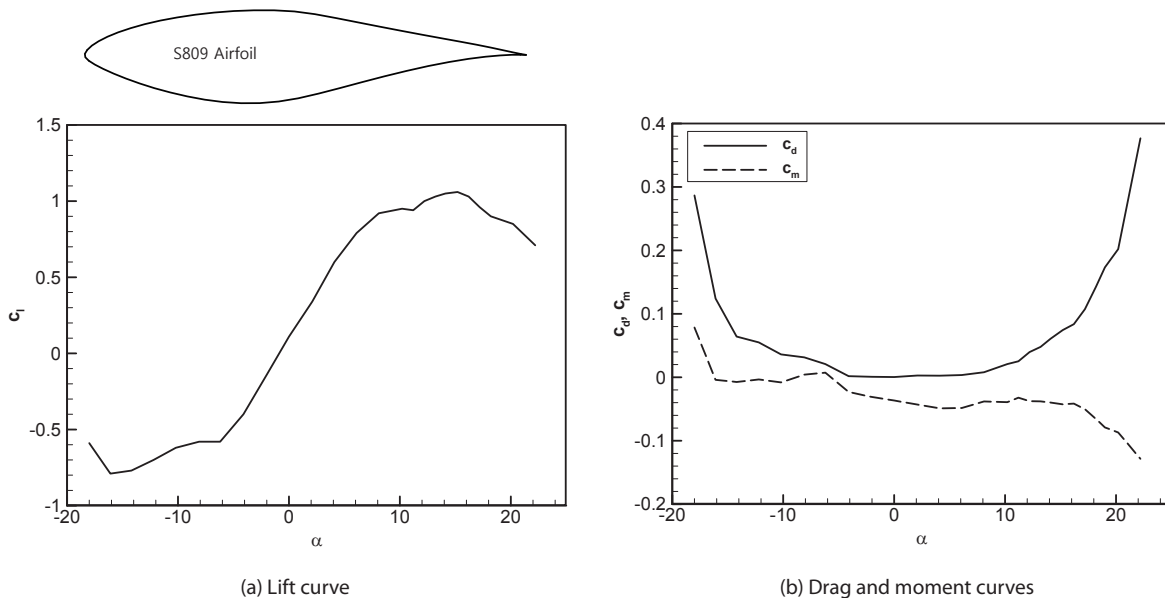 S809 Airfoil
1.5
1
0.5
0
-0.5
-1
-20
-10
0
10
20
c_l
α
(a) Lift curve
0.4
0.3
0.2
0.1
0
-0.1
-0.2
-20
-10
0
10
20
c_d, c_m
c_d
c_m
α
(b) Drag and moment curves